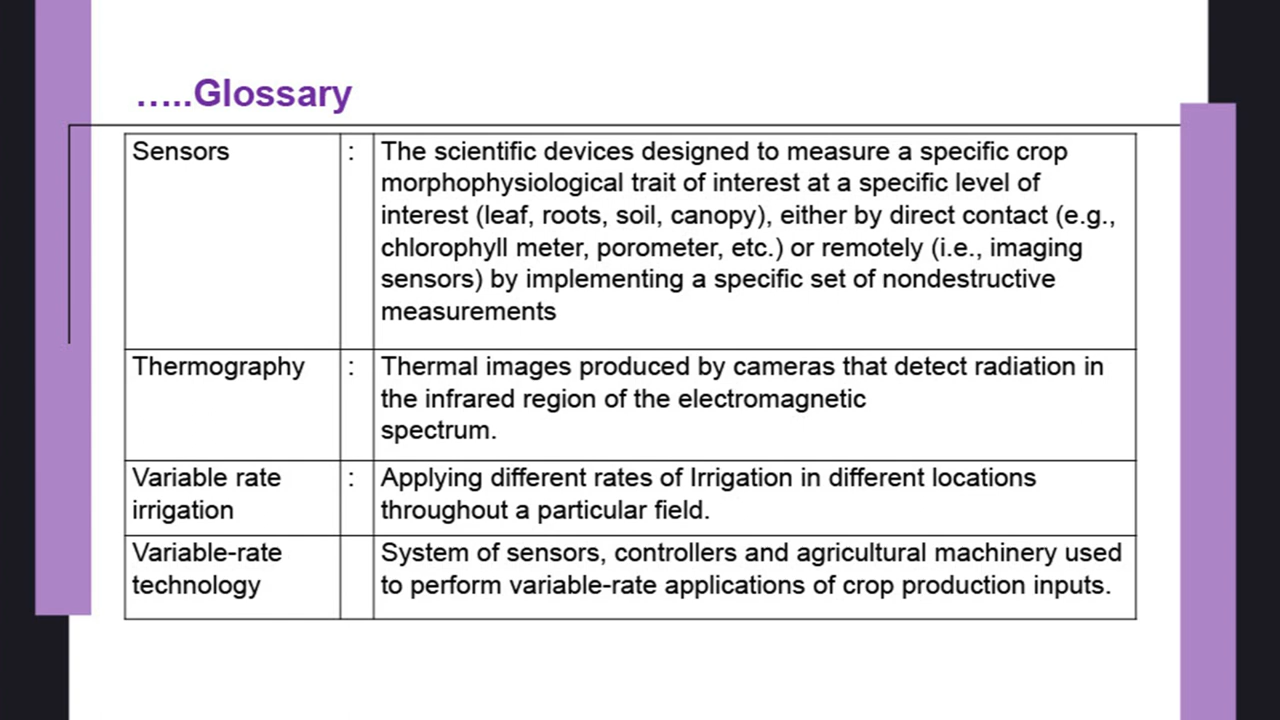 …..Glossary
Sensors : The scientific devices designed to measure a specific crop
morphophysiological trait of interest at a specific level of
interest (leaf, roots, soil, canopy), either by direct contact (e.g.,
chlorophyll meter, porometer, etc.) or remotely (i.e., imaging
sensors) by implementing a specific set of nondestructive
measurements
Thermography : Thermal images produced by cameras that detect radiation in
the infrared region of the electromagnetic
spectrum.
Variable rate : Applying different rates of Irrigation in different locations
irrigation throughout a particular field.
Variable-rate System of sensors, controllers and agricultural machinery used
technology to perform variable-rate applications of crop production inputs.